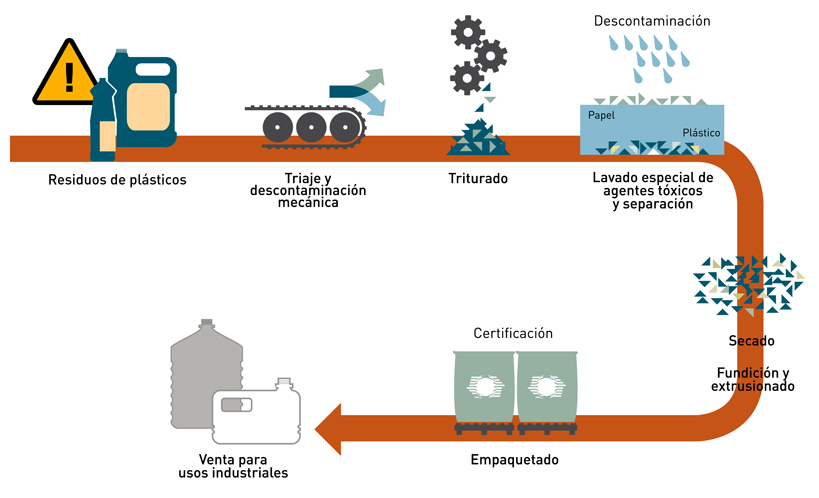 Descontaminación
Papel
Plástico
Residuos de plásticos
Triaje y
descontaminación
mecánica
Triturado
Lavado especial de
agentes tóxicos
y separación
Secado
Fundición y
extrusionado
Certificación
Empaquetado
Venta para
usos industriales